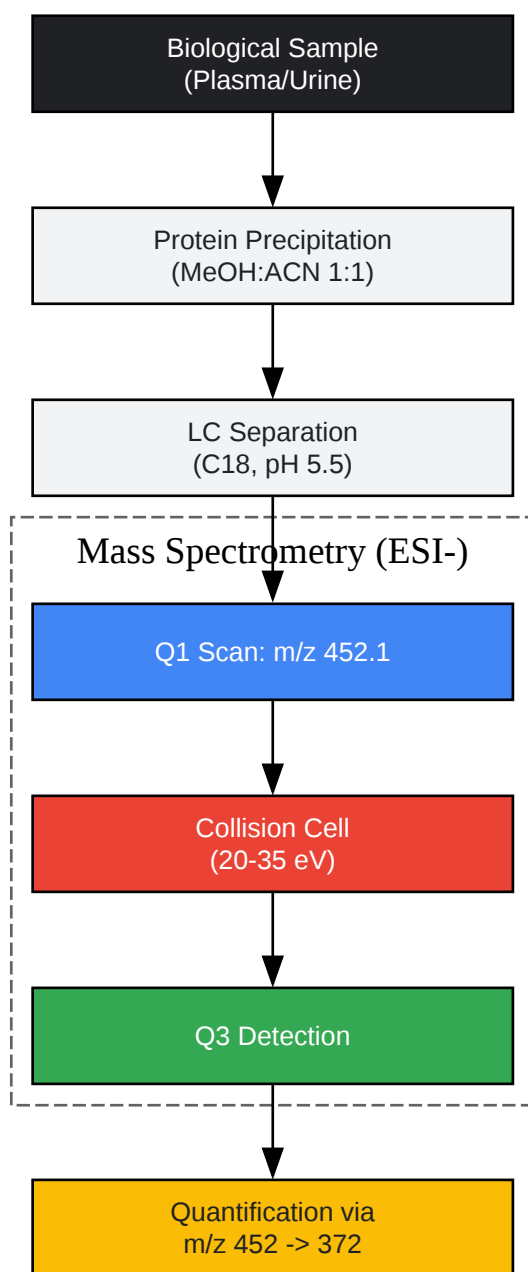 Biological Sample
(Plasma/Urine)
Protein Precipitation
(MeOH:ACN 1:1)
LC Separation
(C18, pH 5.5)
Mass Spectrometry (ESI-)
Q1 Scan: m/z 452.1
Collision Cell
(20-35 eV)
Q3 Detection
Quantification via
m/z 452 -> 372